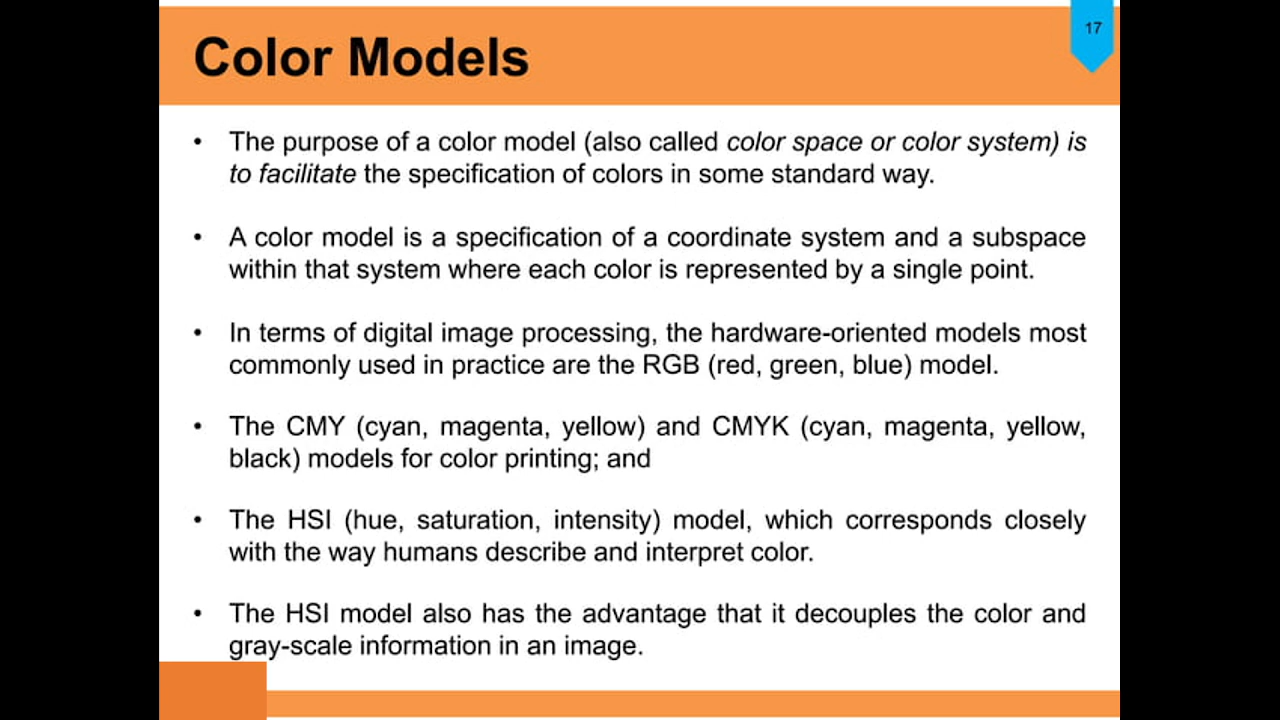 17
Color Models
• The purpose of a color model (also called color space or color system) is
to facilitate the specification of colors in some standard way.
• A color model is a specification of a coordinate system and a subspace
within that system where each color is represented by a single point.
• In terms of digital image processing, the hardware-oriented models most
commonly used in practice are the RGB (red, green, blue) model.
• The CMY (cyan, magenta, yellow) and CMYK (cyan, magenta, yellow,
black) models for color printing; and
• The HSI (hue, saturation, intensity) model, which corresponds closely
with the way humans describe and interpret color.
• The HSI model also has the advantage that it decouples the color and
gray-scale information in an image.